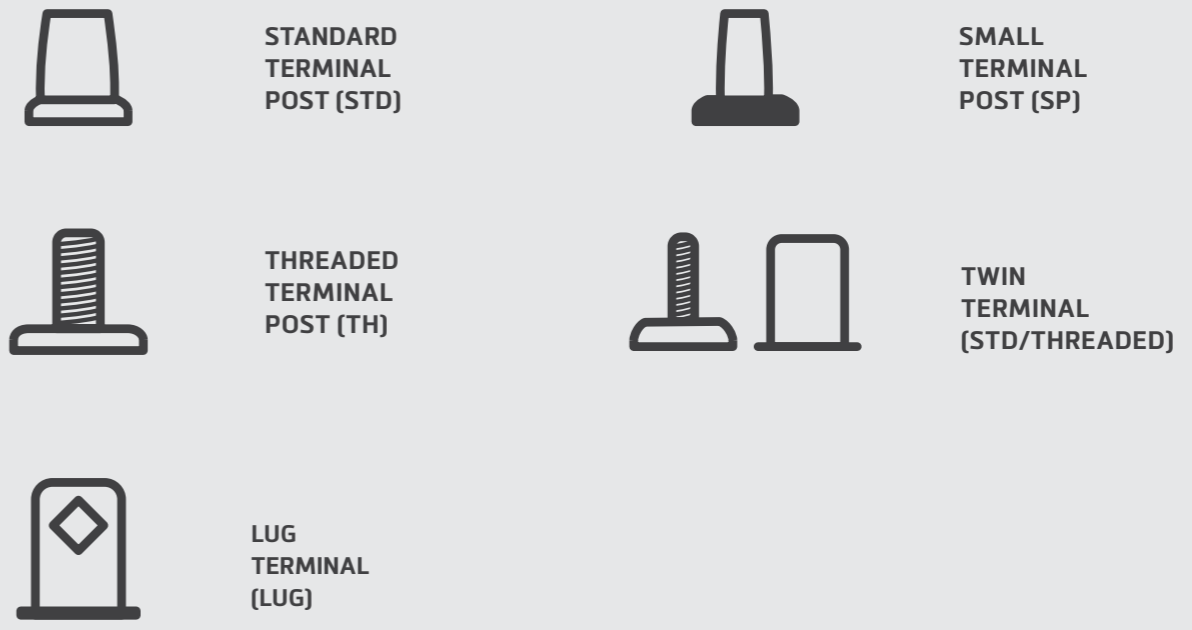 STANDARD
TERMINAL
POST (STD)
SMALL
TERMINAL
POST (SP)
THREADED
TERMINAL
POST (TH)
TWIN
TERMINAL
(STD/THREADED)
LUG
TERMINAL
(LUG)